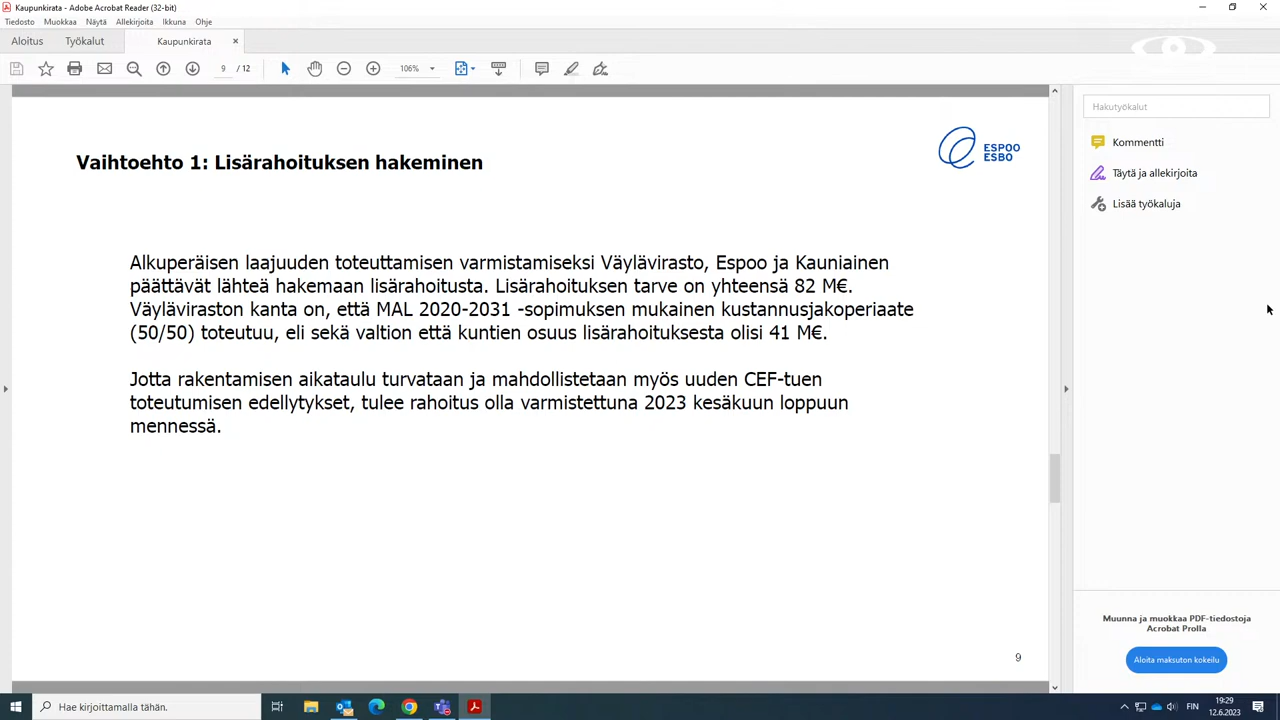 Kaupunkirata - Adobe Acrobat Reader (32-bit)
Tiedosto Muokkaa Näytä Allekirjoita Ikkuna Ohje
Aloitus Työkalut Kaupunkirata ×
9 / 12 106%
Hakutyökalut
Kommentti
Täytä ja allekirjoita
Lisää työkaluja
Vaihtoehto 1: Lisärahoituksen hakeminen
ESPOO
ESBO
Alkuperäisen laajuuden toteuttamisen varmistamiseksi Väylävirasto, Espoo ja Kauniainen
päättävät lähteä hakemaan lisärahoitusta. Lisärahoituksen tarve on yhteensä 82 M€.
Väyläviraston kanta on, että MAL 2020-2031 -sopimuksen mukainen kustannusjakoperiaate
(50/50) toteutuu, eli sekä valtion että kuntien osuus lisärahoituksesta olisi 41 M€.
Jotta rakentamisen aikataulu turvataan ja mahdollistetaan myös uuden CEF-tuen
toteutumisen edellytykset, tulee rahoitus olla varmistettuna 2023 kesäkuun loppuun
mennessä.
9
Muunna ja muokkaa PDF-tiedostoja
Acrobat Prolla
Aloita maksuton kokeilu
Hae kirjoittamalla tähän.
FIN
19:29
12.6.2023